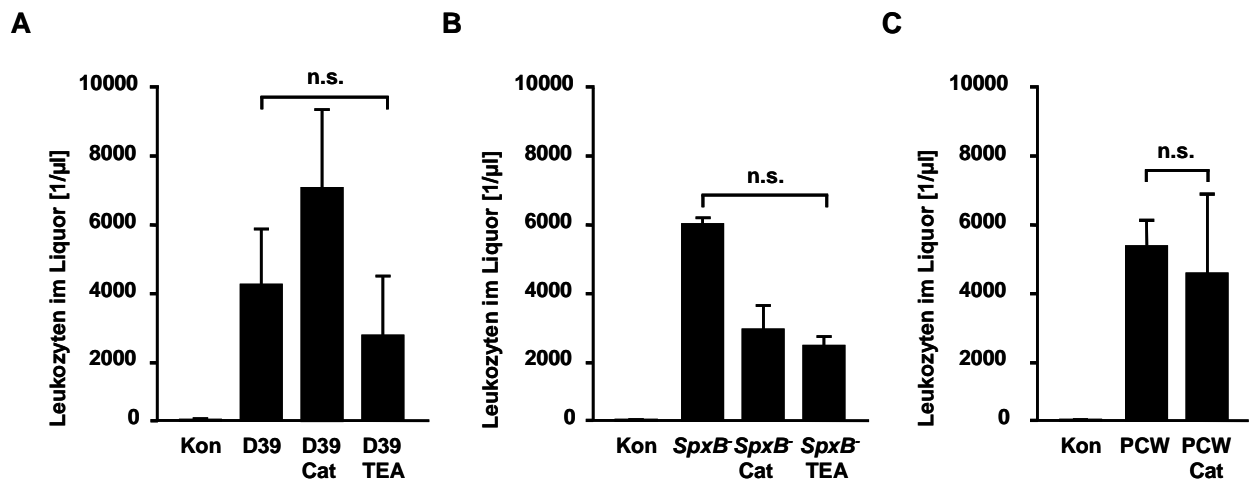 A
B
C
n.s.
10000
8000
6000
4000
2000
0
Leukozyten im Liquor [1/µl]
Kon
D39
D39
Cat
D39
TEA
n.s.
10000
8000
6000
4000
2000
0
Leukozyten im Liquor [1/µl]
Kon
SpxB⁻
SpxB⁻
Cat
SpxB⁻
TEA
n.s.
10000
8000
6000
4000
2000
0
Leukozyten im Liquor [1/µl]
Kon
PCW
PCW
Cat